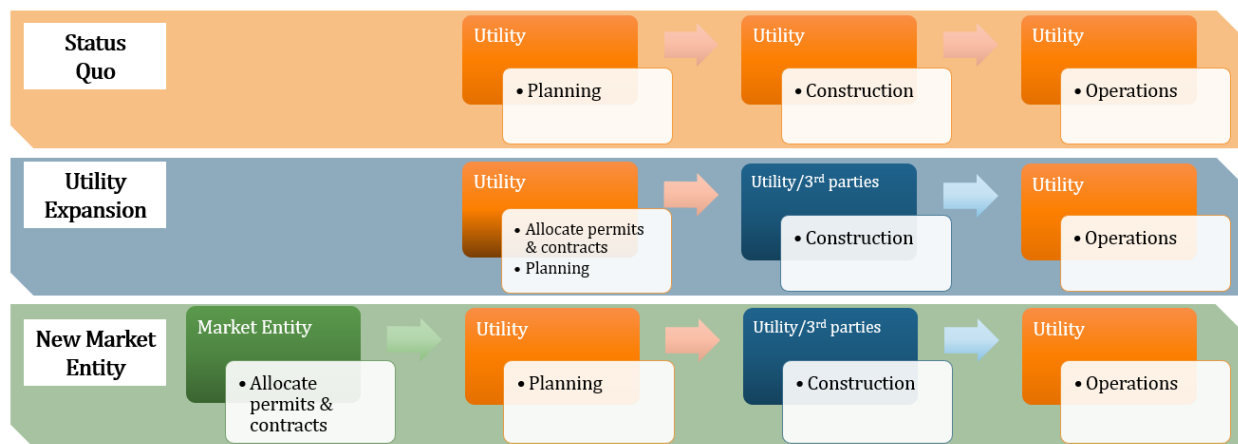 Status
Quo
Utility
• Planning
Utility
• Construction
Utility
• Operations
Utility
Expansion
Utility
• Allocate permits
& contracts
• Planning
Utility/3rd parties
• Construction
Utility
• Operations
New Market
Entity
Market Entity
• Allocate
permits &
contracts
Utility
• Planning
Utility/3rd parties
• Construction
Utility
• Operations